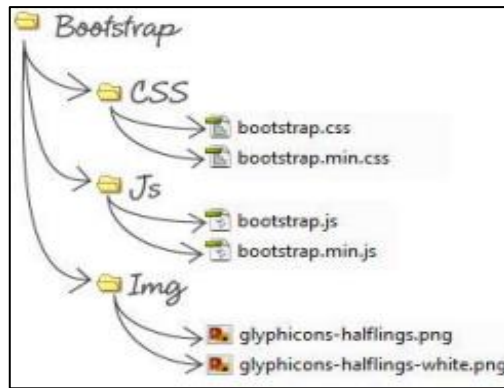 Bootstrap
CSS
bootstrap.css
bootstrap.min.css
Js
bootstrap.js
bootstrap.min.js
Img
glyphicons-halflings.png
glyphicons-halflings-white.png